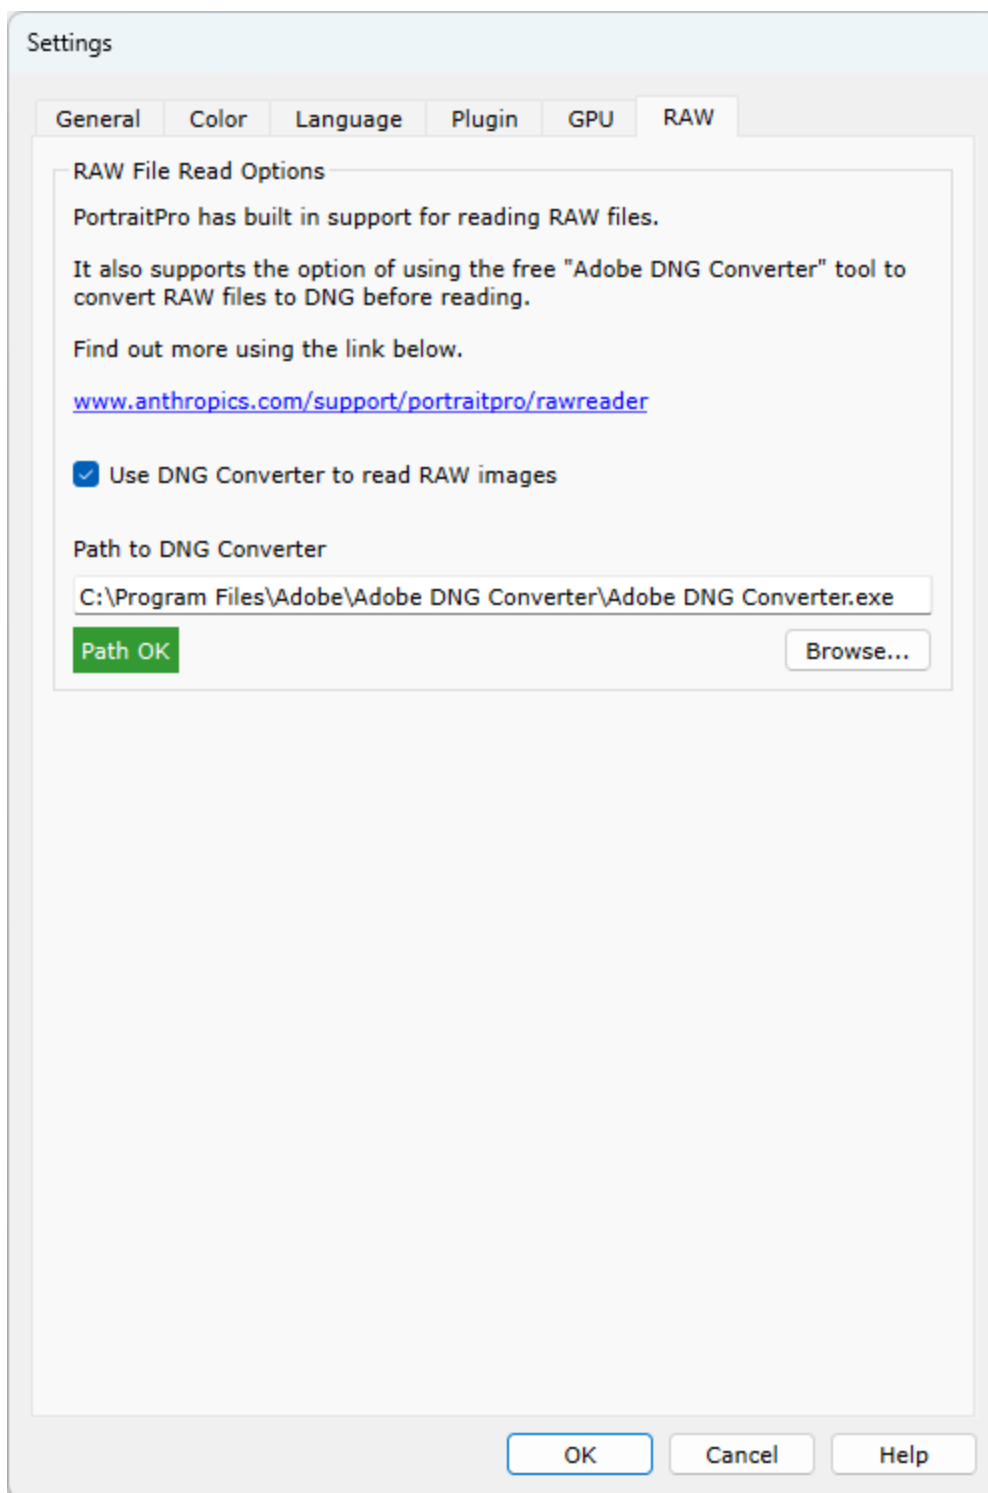 Settings
General Color Language Plugin GPU RAW
RAW File Read Options
PortraitPro has built in support for reading RAW files.
It also supports the option of using the free "Adobe DNG Converter" tool to
convert RAW files to DNG before reading.
Find out more using the link below.
www.anthropics.com/support/portraitpro/rawreader
Use DNG Converter to read RAW images
Path to DNG Converter
C:\Program Files\Adobe\Adobe DNG Converter\Adobe DNG Converter.exe
Path OK Browse...
OK Cancel Help